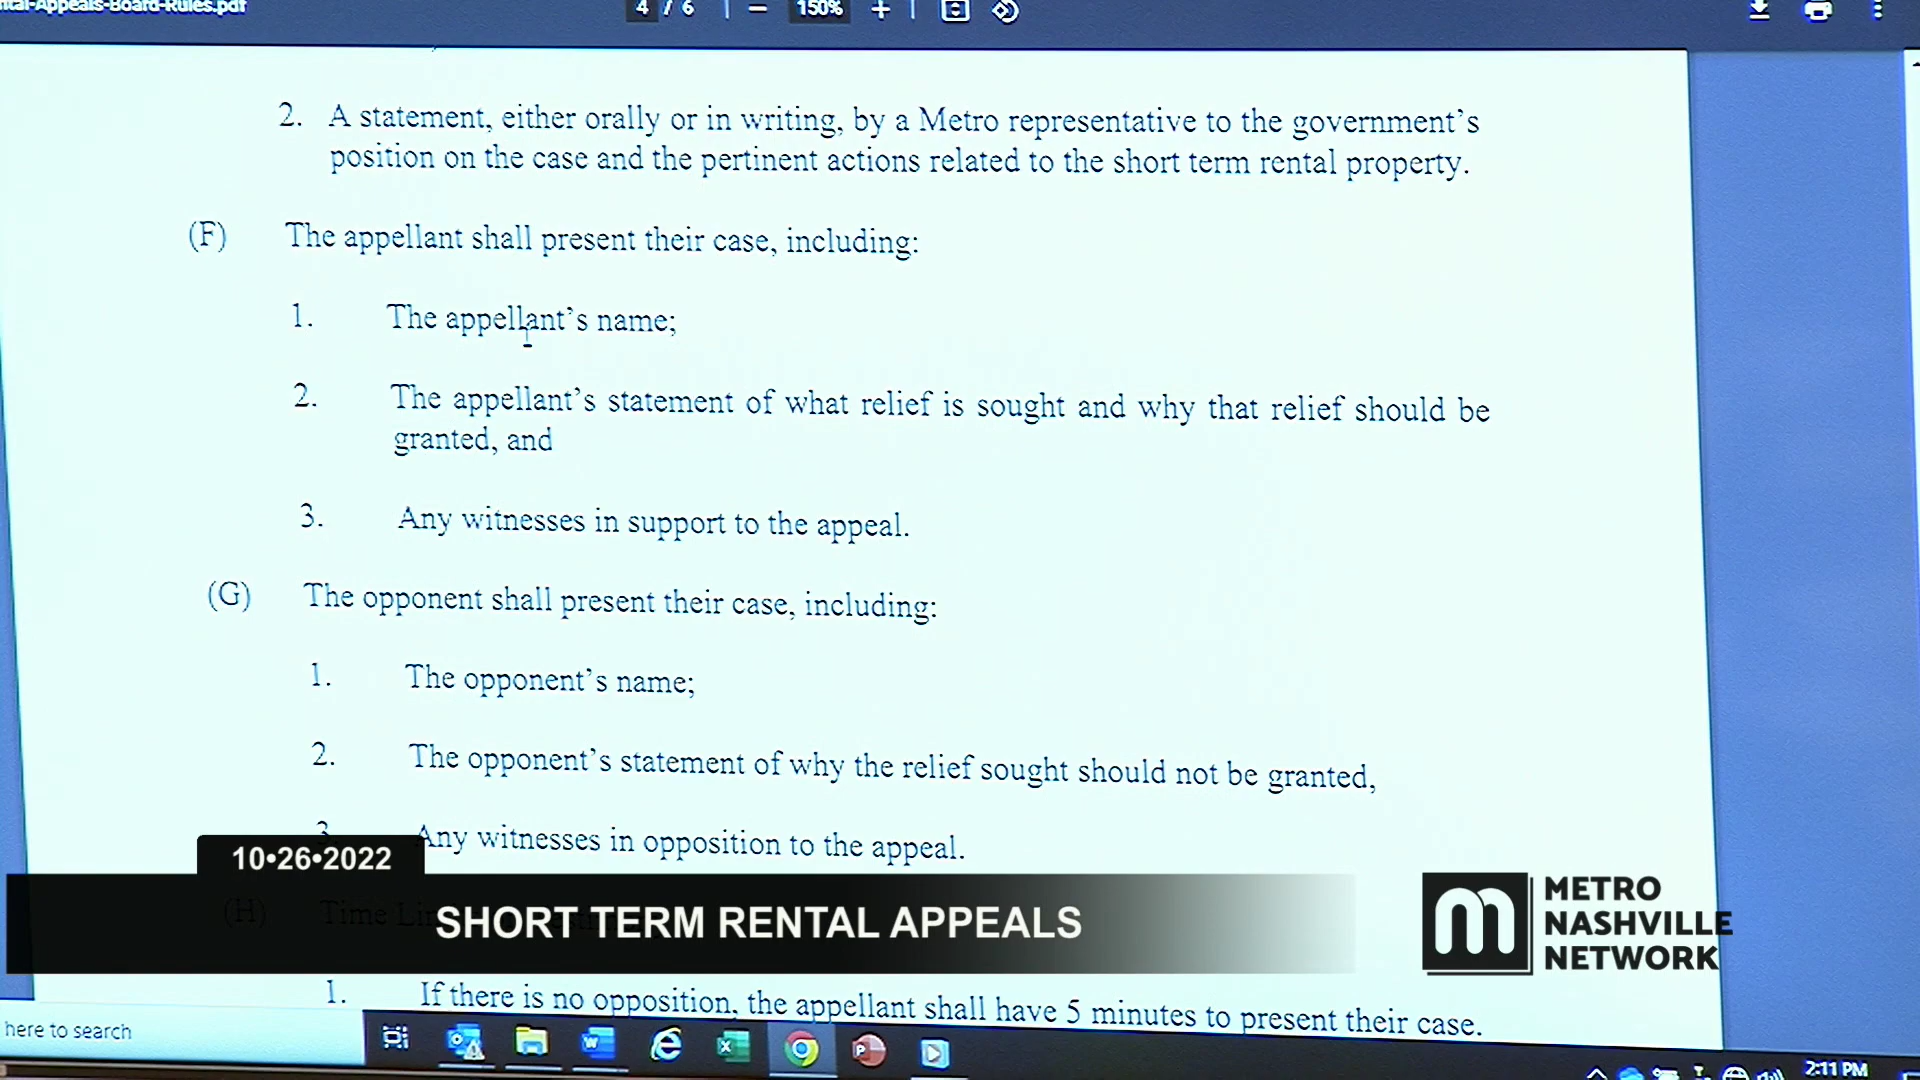 ntal-Appeals-Board-Rules.pdf
4 / 6
150%
2. A statement, either orally or in writing, by a Metro representative to the government's
position on the case and the pertinent actions related to the short term rental property.
(F) The appellant shall present their case, including:
1. The appellant's name;
2. The appellant's statement of what relief is sought and why that relief should be
granted, and
3. Any witnesses in support to the appeal.
(G) The opponent shall present their case, including:
1. The opponent's name;
2. The opponent's statement of why the relief sought should not be granted,
3. Any witnesses in opposition to the appeal.
10•26•2022
(H) Time
SHORT TERM RENTAL APPEALS
METRO
NASHVILLE
NETWORK
1. If there is no opposition, the appellant shall have 5 minutes to present their case.
here to search
2:11 PM